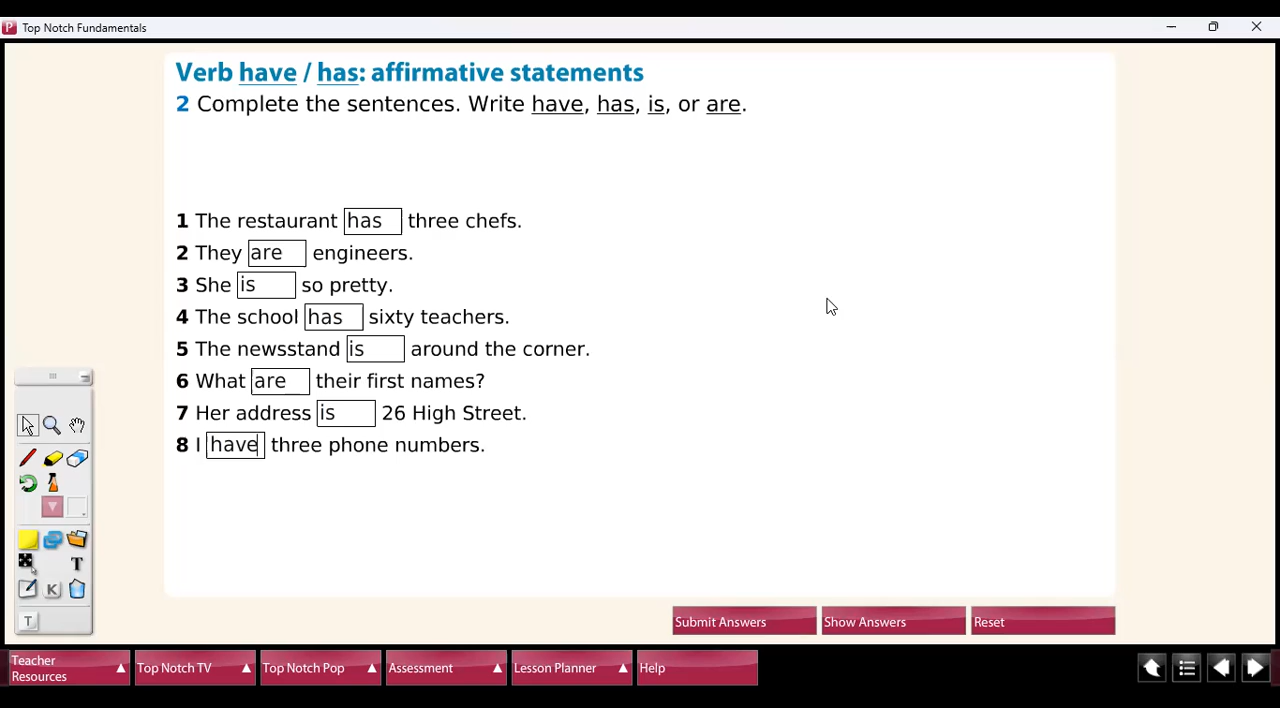 Top Notch Fundamentals
Verb have / has: affirmative statements
2 Complete the sentences. Write have, has, is, or are.
1 The restaurant has three chefs.
2 They are engineers.
3 She is so pretty.
4 The school has sixty teachers.
5 The newsstand is around the corner.
6 What are their first names?
7 Her address is 26 High Street.
8 I have three phone numbers.
T
K
T
Submit Answers
Show Answers
Reset
Teacher
Resources
Top Notch TV
Top Notch Pop
Assessment
Lesson Planner
Help